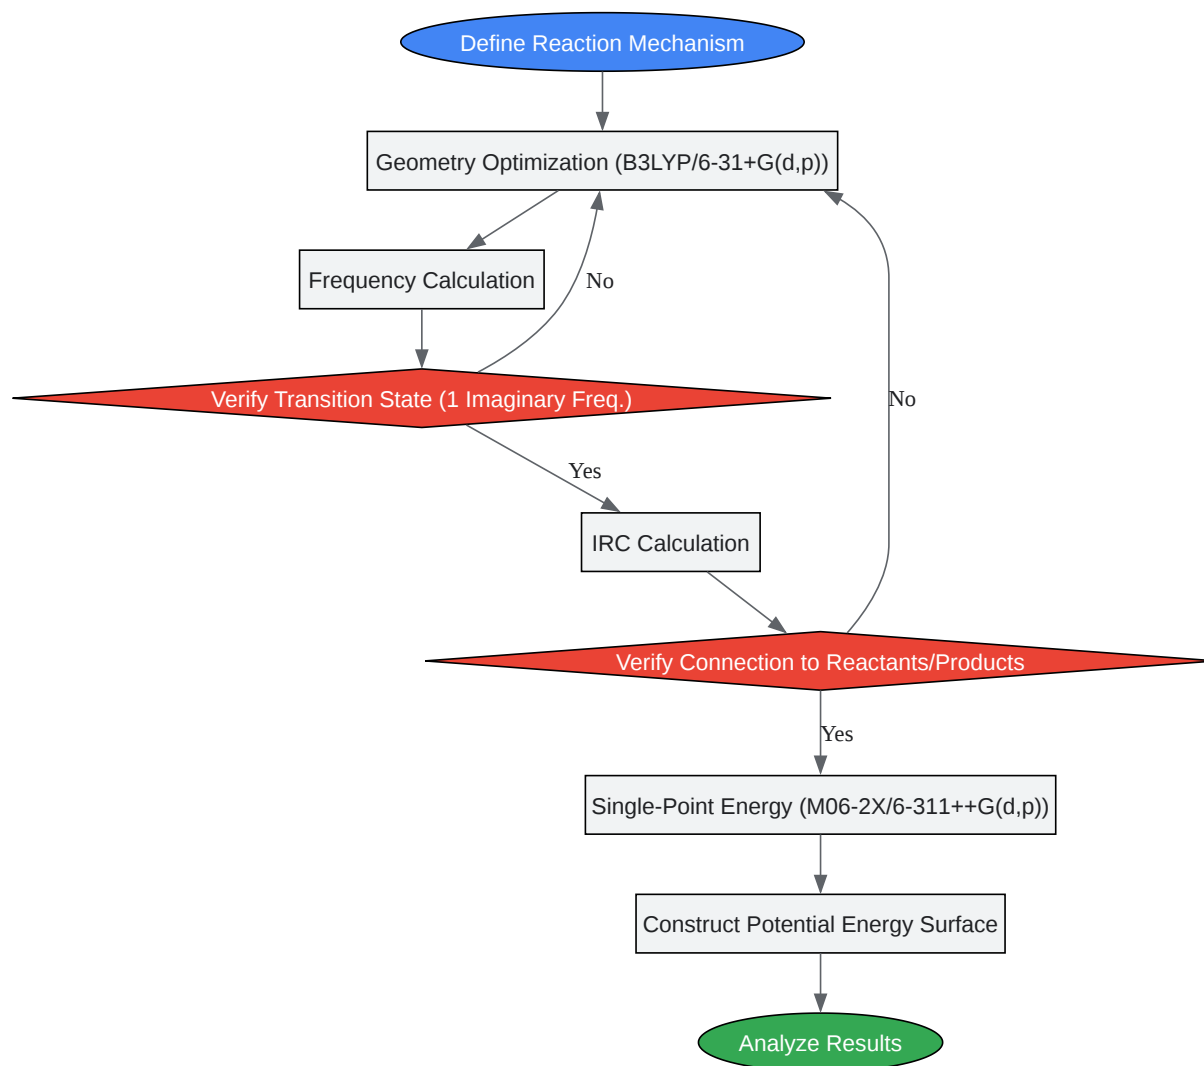 Define Reaction Mechanism
Geometry Optimization (B3LYP/6-31+G(d,p))
Frequency Calculation
No
Verify Transition State (1 Imaginary Freq.)
No
Yes
IRC Calculation
Verify Connection to Reactants/Products
Yes
Single-Point Energy (M06-2X/6-311++G(d,p))
Construct Potential Energy Surface
Analyze Results